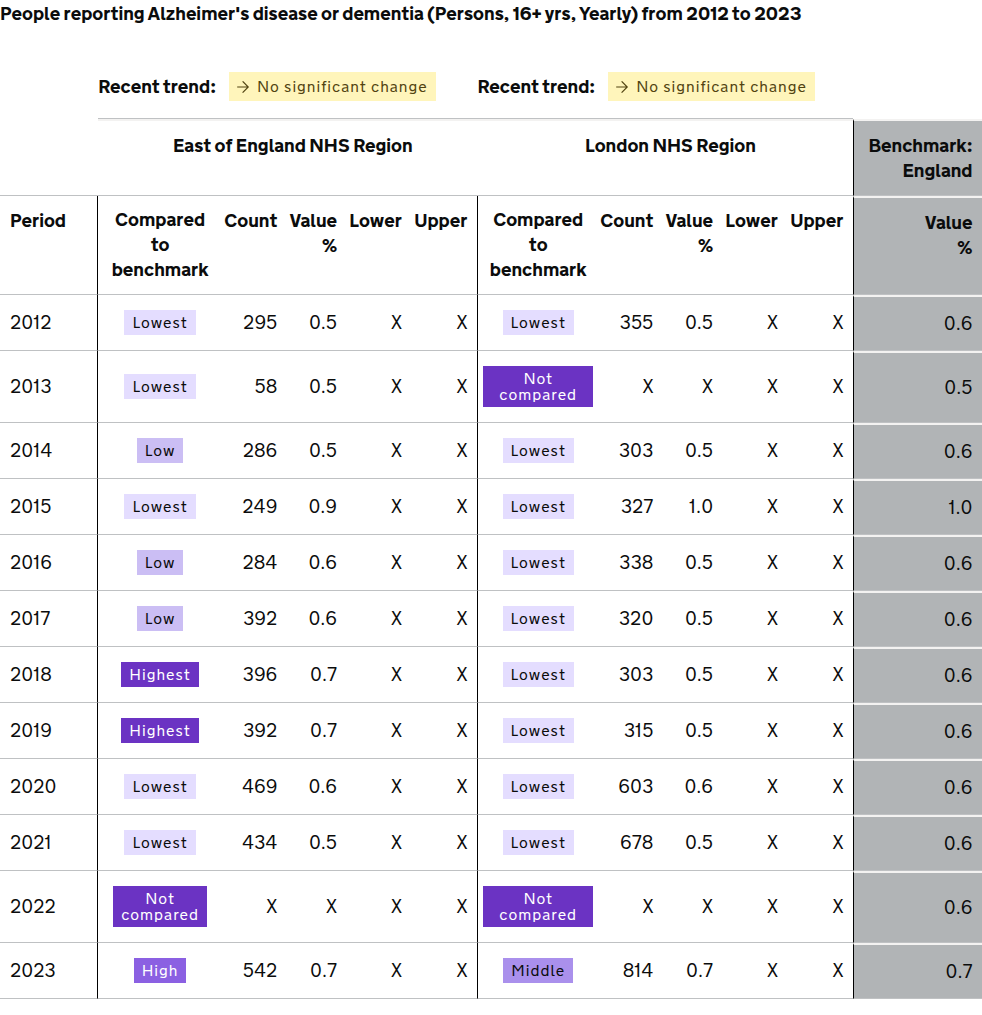 People reporting Alzheimer's disease or dementia (Persons, 16+ yrs, Yearly) from 2012 to 2023
Recent trend: → No significant change Recent trend: → No significant change
East of England NHS Region London NHS Region Benchmark: England
Period Compared to benchmark Count Value % Lower Upper Compared to benchmark Count Value % Lower Upper Value %
2012 Lowest 295 0.5 X X Lowest 355 0.5 X X 0.6
2013 Lowest 58 0.5 X X Not compared X X X X 0.5
2014 Low 286 0.5 X X Lowest 303 0.5 X X 0.6
2015 Lowest 249 0.9 X X Lowest 327 1.0 X X 1.0
2016 Low 284 0.6 X X Lowest 338 0.5 X X 0.6
2017 Low 392 0.6 X X Lowest 320 0.5 X X 0.6
2018 Highest 396 0.7 X X Lowest 303 0.5 X X 0.6
2019 Highest 392 0.7 X X Lowest 315 0.5 X X 0.6
2020 Lowest 469 0.6 X X Lowest 603 0.6 X X 0.6
2021 Lowest 434 0.5 X X Lowest 678 0.5 X X 0.6
2022 Not compared X X X X Not compared X X X X 0.6
2023 High 542 0.7 X X Middle 814 0.7 X X 0.7